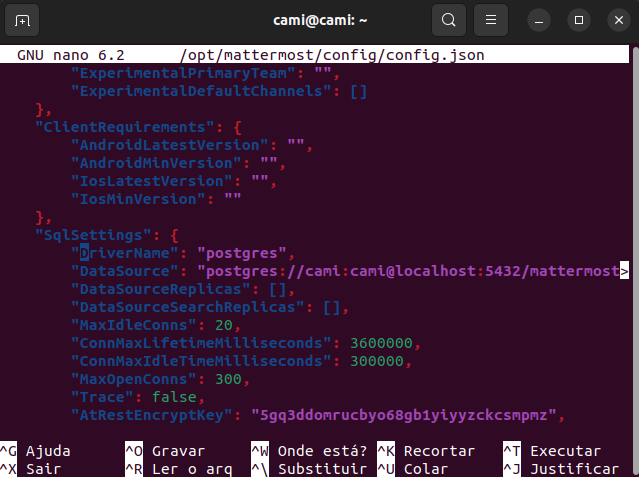 cami@cami: ~
GNU nano 6.2 /opt/mattermost/config/config.json
"ExperimentalPrimaryTeam": "",
"ExperimentalDefaultChannels": []
},
"ClientRequirements": {
"AndroidLatestVersion": "",
"AndroidMinVersion": "",
"IosLatestVersion": "",
"IosMinVersion": ""
},
"SqlSettings": {
"DriverName": "postgres",
"DataSource": "postgres://cami:cami@localhost:5432/mattermost>
"DataSourceReplicas": [],
"DataSourceSearchReplicas": [],
"MaxIdleConns": 20,
"ConnMaxLifetimeMilliseconds": 3600000,
"ConnMaxIdleTimeMilliseconds": 300000,
"MaxOpenConns": 300,
"Trace": false,
"AtRestEncryptKey": "5gq3ddomrucbyo68gb1yiyyzckcsmpmz",
^G Ajuda ^O Gravar ^W Onde está? ^K Recortar ^T Executar
^X Sair ^R Ler o arq ^\ Substituir ^U Colar ^J Justificar